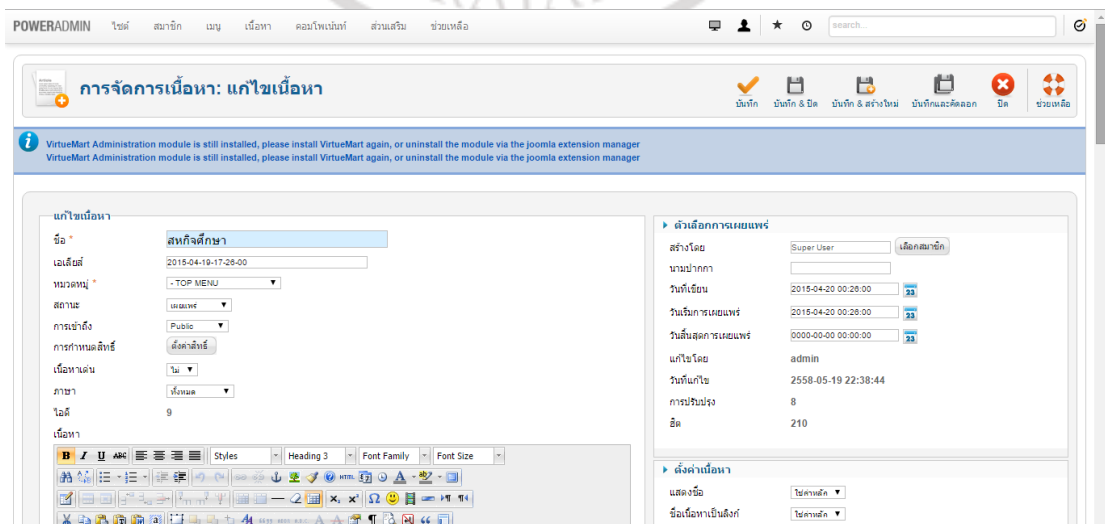 POWERADMIN ไซต์ สมาชิก เมนู เนื้อหา คอมโพเน้นท์ ส่วนเสริม ช่วยเหลือ search...
การจัดการเนื้อหา: แก้ไขเนื้อหา
บันทึก บันทึก & ปิด บันทึก & สร้างใหม่ บันทึกและคัดลอก ปิด ช่วยเหลือ
VirtueMart Administration module is still installed, please install VirtueMart again, or uninstall the module via the joomla extension manager
VirtueMart Administration module is still installed, please install VirtueMart again, or uninstall the module via the joomla extension manager
แก้ไขเนื้อหา
ชื่อ * สหกิจศึกษา
เอเลียส์ 2015-04-19-17-26-00
หมวดหมู่ * - TOP MENU
สถานะ เผยแพร่
การเข้าถึง Public
การกำหนดสิทธิ์ ตั้งค่าสิทธิ์
เนื้อหาเด่น ไม่
ภาษา ทั้งหมด
ไอดี 9
เนื้อหา
B I U ABC Styles Heading 3 Font Family Font Size
HTML
ตัวเลือกการเผยแพร่
สร้างโดย Super User เลือกสมาชิก
นามปากกา
วันที่เขียน 2015-04-20 00:26:00 23
วันเริ่มการเผยแพร่ 2015-04-20 00:26:00 23
วันสิ้นสุดการเผยแพร่ 0000-00-00 00:00:00 23
แก้ไขโดย admin
วันที่แก้ไข 2558-05-19 22:38:44
การปรับปรุง 8
ฮิต 210
ตั้งค่าเนื้อหา
แสดงชื่อ ใช้ค่าหลัก
ชื่อเนื้อหาเป็นลิงก์ ใช้ค่าหลัก